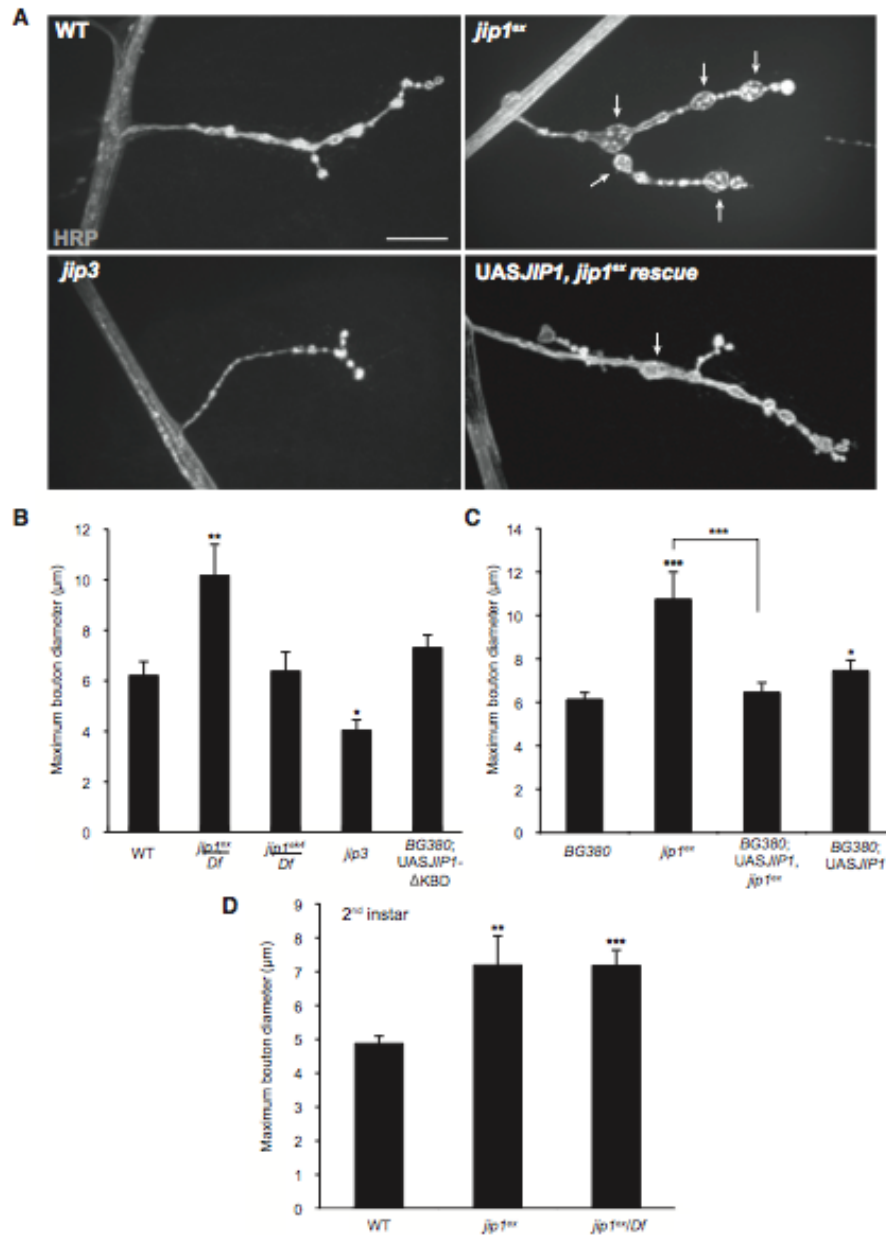 A
WT
jip1ᵉˣ
HRP
jip3
UASJIP1, jip1ᵉˣ rescue
B
Maximum bouton diameter (µm)
12
10
8
6
4
2
0
**
*
WT
jip1ᵉˣ
Df
jip1ᵉᵏ⁴
Df
jip3
BG380;
UASJIP1-
ΔKBD
C
Maximum bouton diameter (µm)
14
12
10
8
6
4
2
0
***
***
*
BG380
jip1ᵉˣ
BG380;
UASJIP1,
jip1ᵉˣ
BG380;
UASJIP1
D
2ⁿᵈ instar
Maximum bouton diameter (µm)
9
8
7
6
5
4
3
2
1
0
**
***
WT
jip1ᵉˣ
jip1ᵉˣ/Df